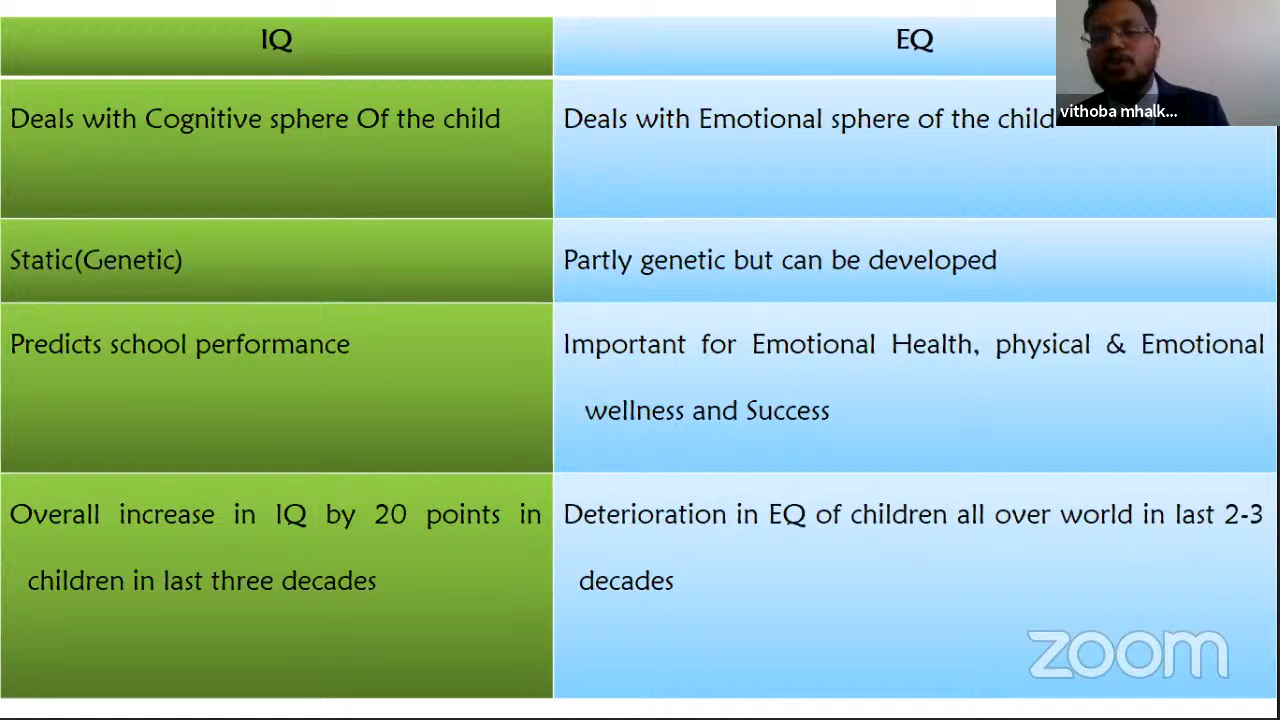 IQ
EQ
vithoba mhalk...
Deals with Cognitive sphere Of the child
Deals with Emotional sphere of the child
Static(Genetic)
Partly genetic but can be developed
Predicts school performance
Important for Emotional Health, physical & Emotional
wellness and Success
Overall increase in IQ by 20 points in
children in last three decades
Deterioration in EQ of children all over world in last 2-3
decades
zoom